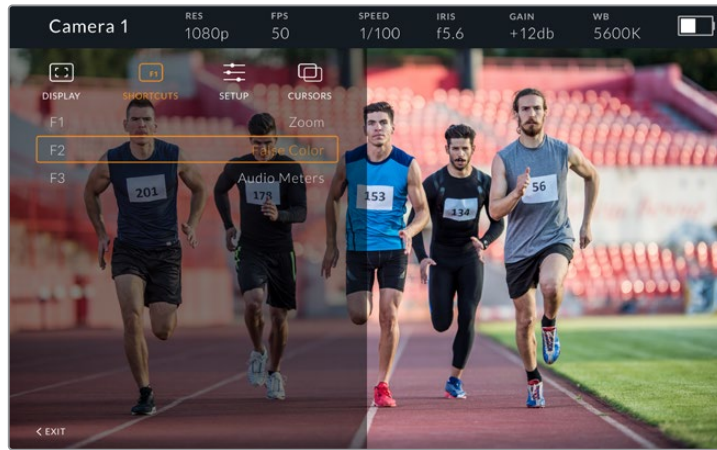 Camera 1
RES 1080p
FPS 50
SPEED 1/100
IRIS f5.6
GAIN +12db
WB 5600K
DISPLAY SHORTCUTS SETUP CURSORS
F1 Zoom
F2 False Color
F3 Audio Meters
201
178
153
134
56
< EXIT